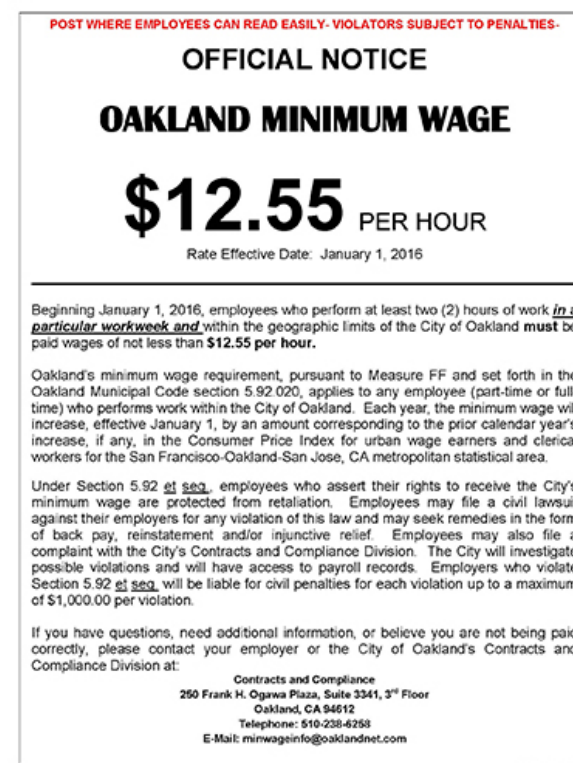 POST WHERE EMPLOYEES CAN READ EASILY- VIOLATORS SUBJECT TO PENALTIES-
OFFICIAL NOTICE
OAKLAND MINIMUM WAGE
$12.55 PER HOUR
Rate Effective Date: January 1, 2016
Beginning January 1, 2016, employees who perform at least two (2) hours of work in
particular workweek and within the geographic limits of the City of Oakland must be
paid wages of not less than $12.55 per hour.
Oakland's minimum wage requirement, pursuant to Measure FF and set forth in the
Oakland Municipal Code section 5.92.020, applies to any employee (part-time or full
time) who performs work within the City of Oakland. Each year, the minimum wage wil
increase, effective January 1, by an amount corresponding to the prior calendar year's
increase, if any, in the Consumer Price Index for urban wage earners and clerica
workers for the San Francisco-Oakland-San Jose, CA metropolitan statistical area.
Under Section 5.92 et seq., employees who assert their rights to receive the City's
minimum wage are protected from retaliation. Employees may file a civil lawsui
against their employers for any violation of this law and may seek remedies in the form
of back pay, reinstatement and/or injunctive relief. Employees may also file a
complaint with the City's Contracts and Compliance Division. The City will investigate
possible violations and will have access to payroll records. Employers who violate
Section 5.92 et seq. will be liable for civil penalties for each violation up to a maximum
of $1,000.00 per violation.
If you have questions, need additional information, or believe you are not being paid
correctly, please contact your employer or the City of Oakland's Contracts and
Compliance Division at:
Contracts and Compliance
250 Frank H. Ogawa Plaza, Suite 3341, 3rd Floor
Oakland, CA 94612
Telephone: 510-238-6258
E-Mail: minwageinfo@oaklandnet.com